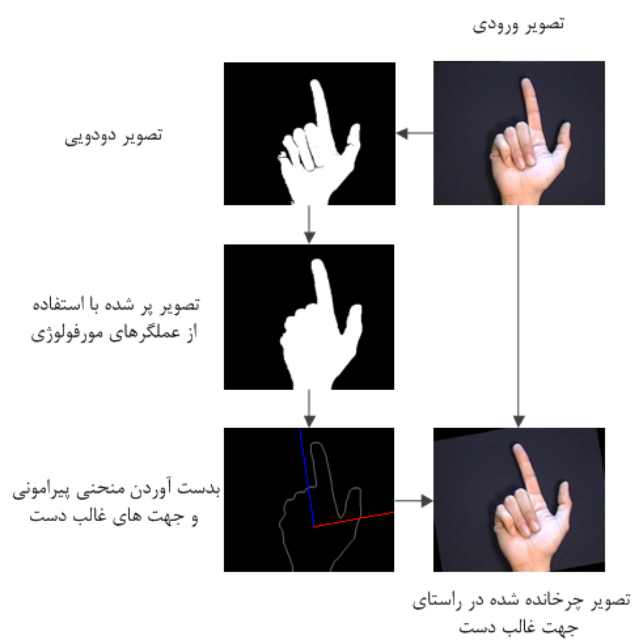 تصویر ورودی
تصویر دودویی
تصویر پر شده با استفاده
از عملگرهای مورفولوژی
بدست آوردن منحنی پیرامونی
و جهت های غالب دست
تصویر چرخانده شده در راستای
جهت غالب دست